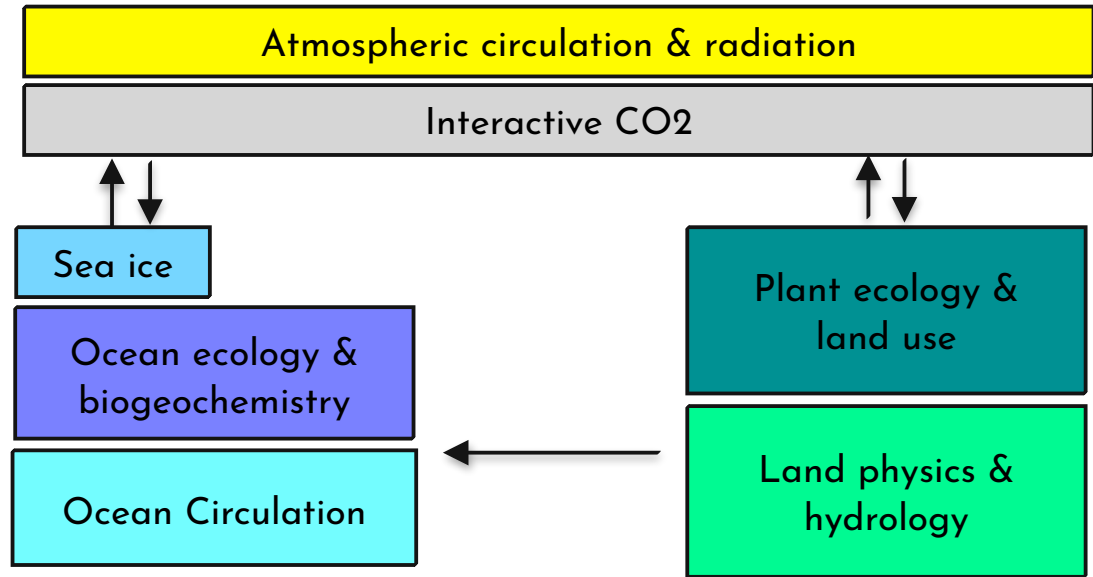 Atmospheric circulation & radiation
Interactive CO2
Sea ice
Ocean ecology &
biogeochemistry
Ocean Circulation
Plant ecology &
land use
Land physics &
hydrology